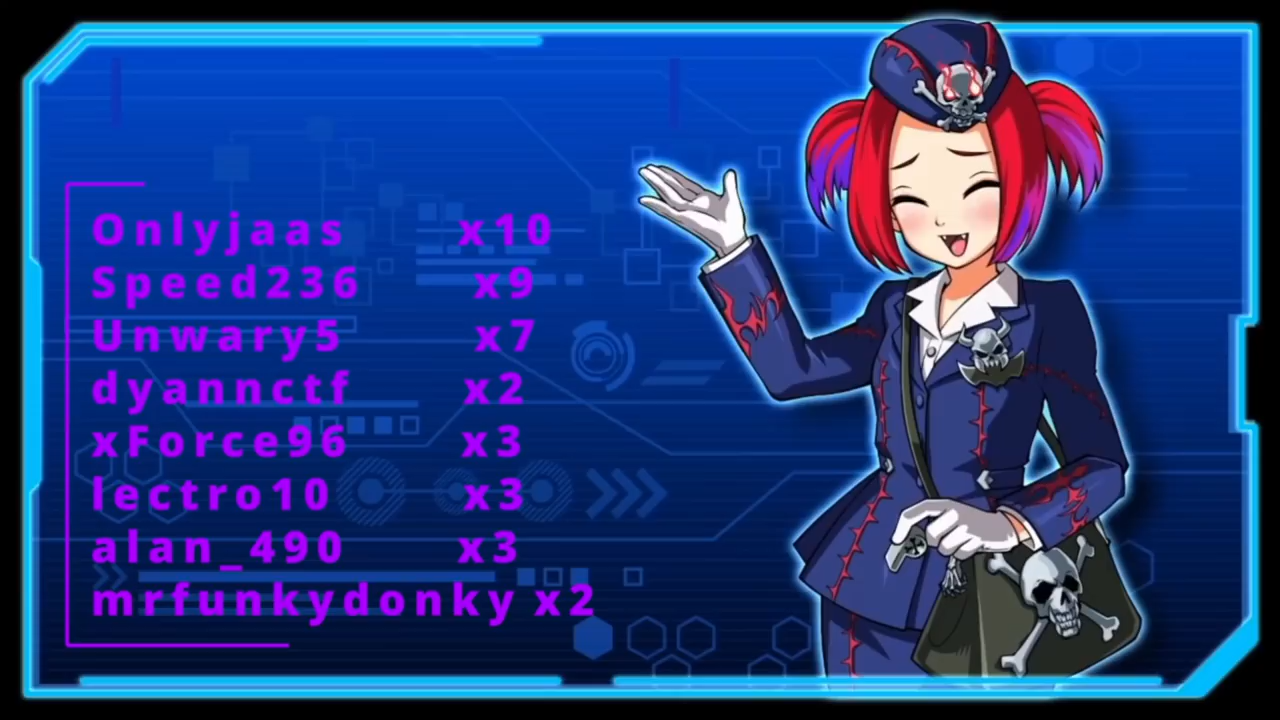 Onlyjaas x10
Speed236 x9
Unwary5 x7
dyannctf x2
xForce96 x3
lectro10 x3
alan_490 x3
mrfunkydonky x2